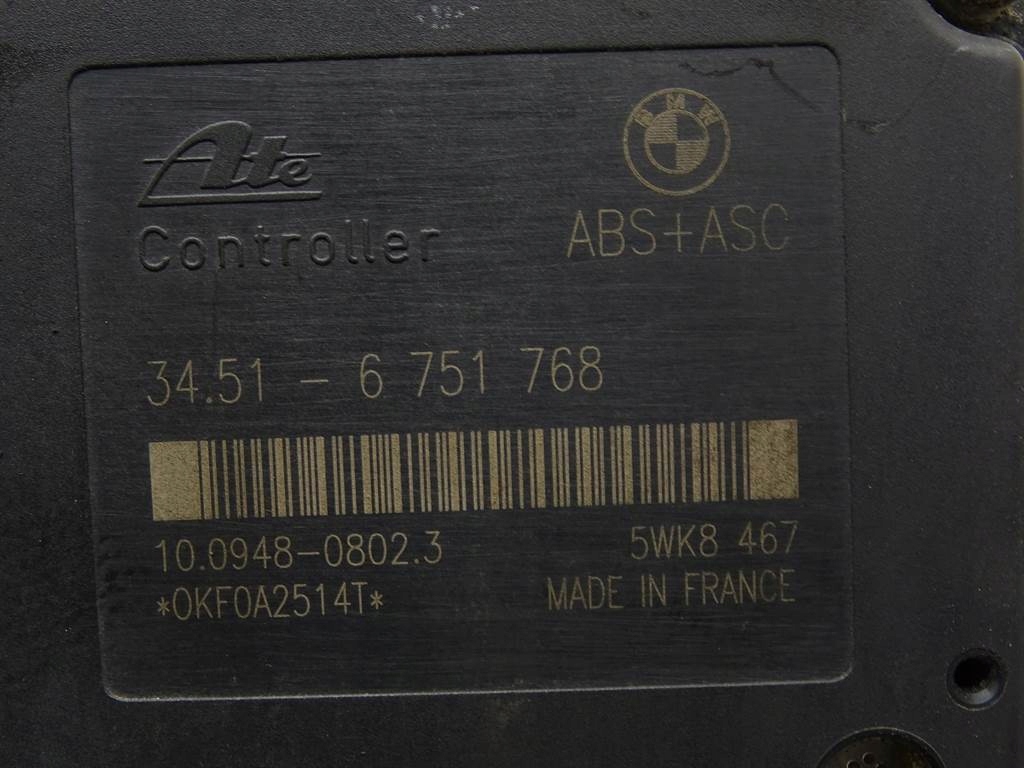 Ate
BMW
Controller
ABS+ASC
34.51 - 6 751 768
10.0948-0802.3
5WK8 467
*0KF0A2514T*
MADE IN FRANCE